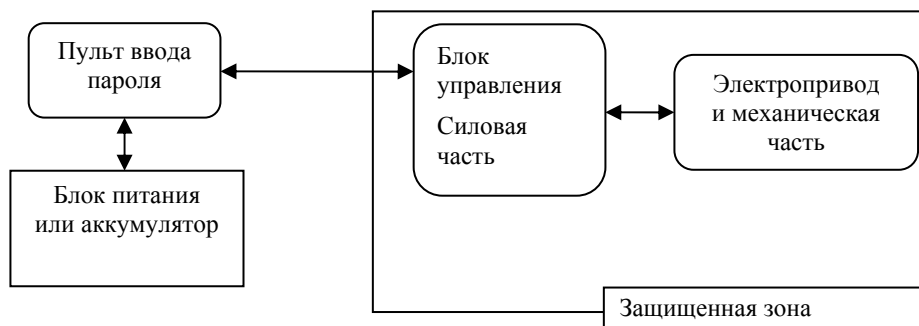 Пульт ввода
пароля
Блок питания
или аккумулятор
Блок
управления
Силовая
часть
Электропривод
и механическая
часть
Защищенная зона